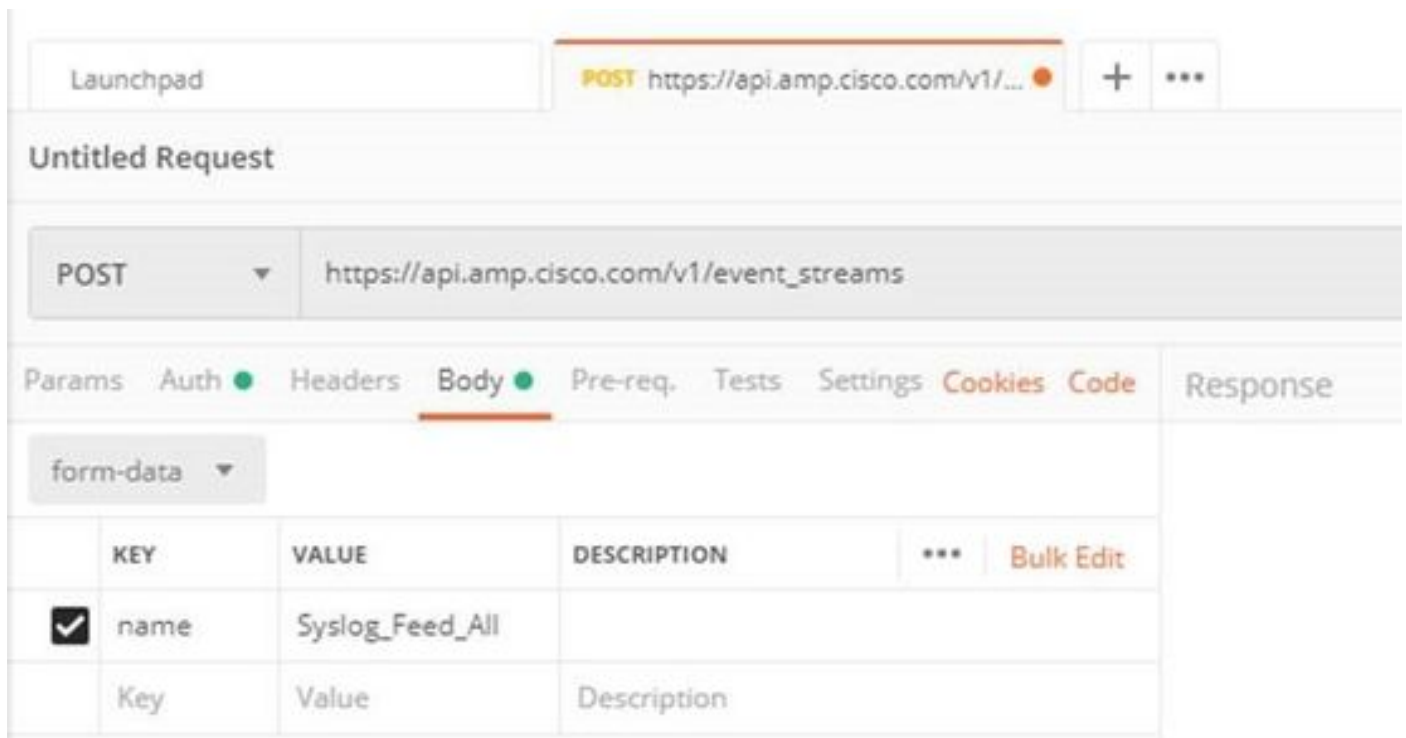 Launchpad
POST https://api.amp.cisco.com/v1/... + •••
Untitled Request
POST https://api.amp.cisco.com/v1/event_streams
Params Auth Headers Body Pre-req. Tests Settings Cookies Code Response
form-data
KEY VALUE DESCRIPTION ••• Bulk Edit
name Syslog_Feed_All
Key Value Description